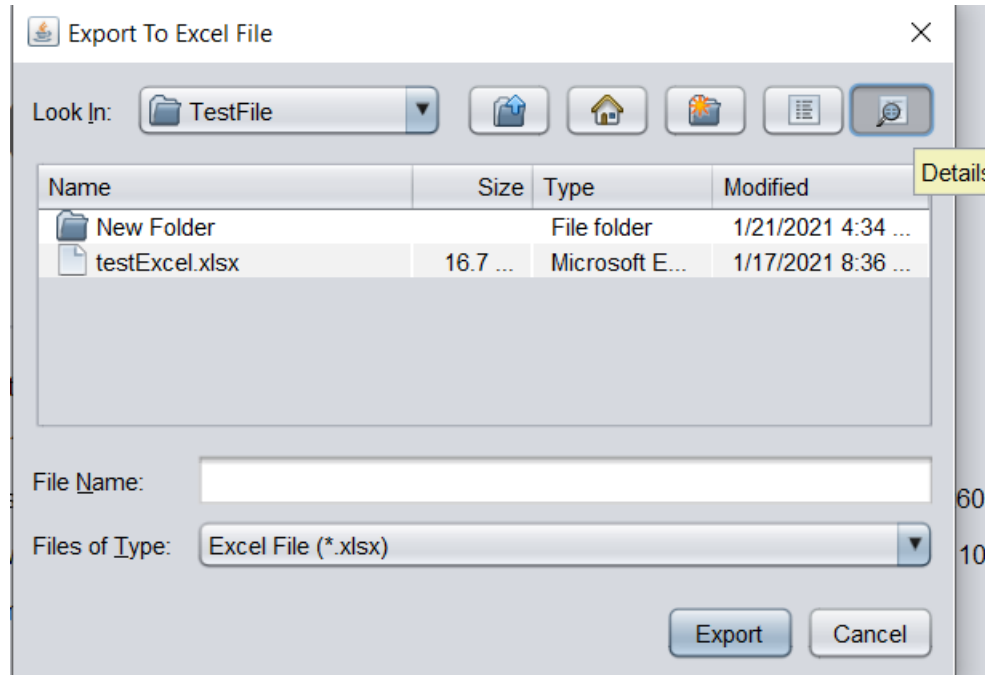 Export To Excel File
Look In: TestFile
Details
Name Size Type Modified
New Folder File folder 1/21/2021 4:34 ...
testExcel.xlsx 16.7 ... Microsoft E... 1/17/2021 8:36 ...
File Name:
60
Files of Type: Excel File (*.xlsx)
10
Export Cancel